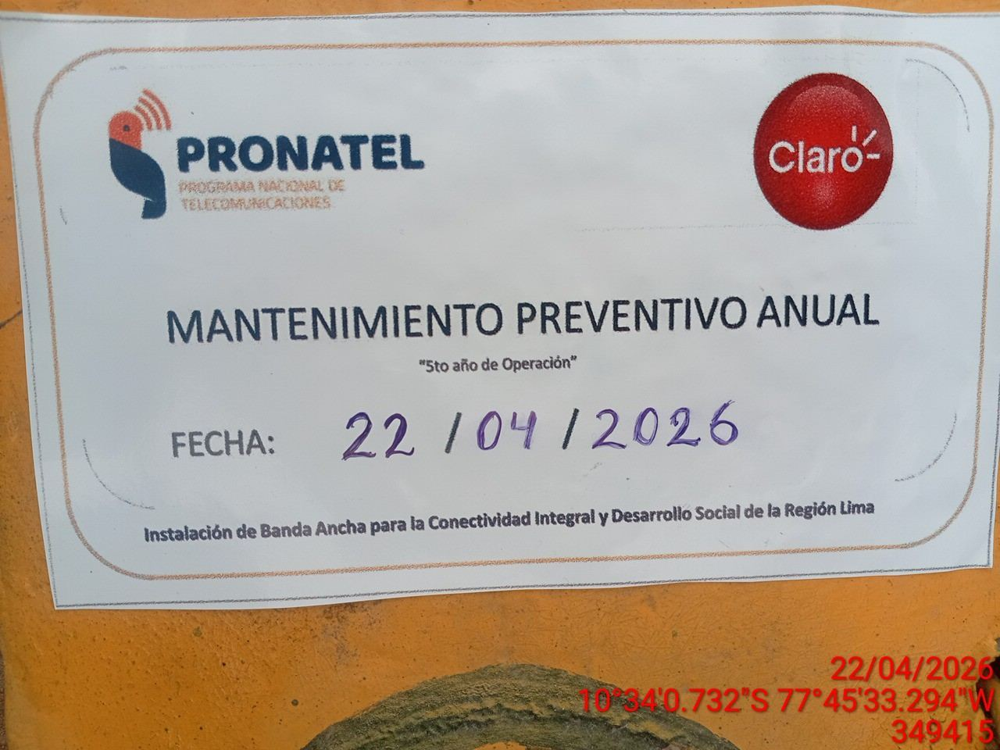 PRONATEL
PROGRAMA NACIONAL DE
TELECOMUNICACIONES
Claro
MANTENIMIENTO PREVENTIVO ANUAL
"5to año de Operación"
FECHA: 22 / 04 / 2026
Instalación de Banda Ancha para la Conectividad Integral y Desarrollo Social de la Región Lima
22/04/2026
10°34'0.732"S 77°45'33.294"W
349415